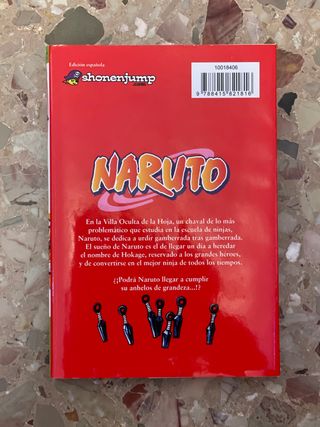 Edición española
shonenjump
.com
10018406
9 788415 621816
NARUTO
En la Villa Oculta de la Hoja, un chaval de lo más
problemático que estudia en la escuela de ninjas,
Naruto, se dedica a urdir gamberrada tras gamberrada.
El sueño de Naruto es el de llegar un día a heredar
el nombre de Hokage, reservado a los grandes héroes,
y de convertirse en el mejor ninja de todos los tiempos.
¿¡Podrá Naruto llegar a cumplir
su anhelos de grandeza...!?